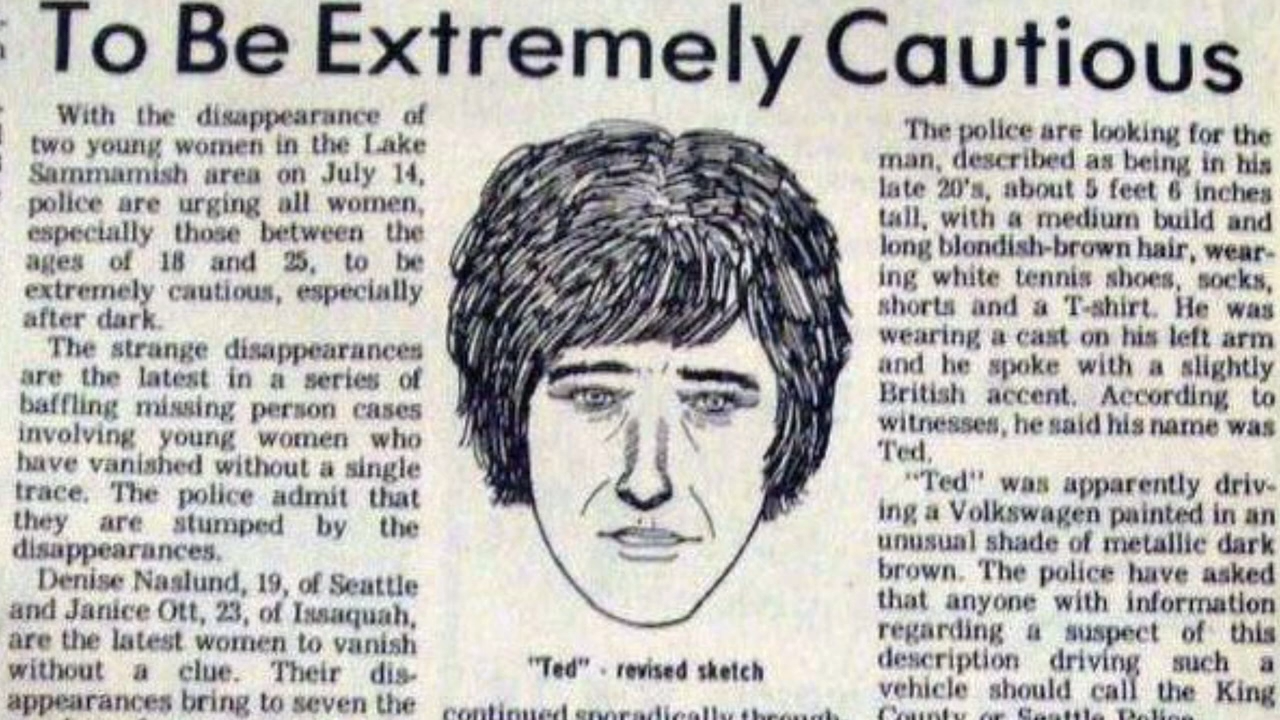 To Be Extremely Cautious
With the disappearance of
two young women in the Lake
Sammamish area on July 14,
police are urging all women,
especially those between the
ages of 18 and 25, to be
extremely cautious, especially
after dark.
The strange disappearances
are the latest in a series of
baffling missing person cases
involving young women who
have vanished without a single
trace. The police admit that
they are stumped by the
disappearances.
Denise Naslund, 19, of Seattle
and Janice Ott, 23, of Issaquah,
are the latest women to vanish
without a clue. Their dis-
appearances bring to seven the
"Ted" - revised sketch
continued sporadically through
The police are looking for the
man, described as being in his
late 20's, about 5 feet 6 inches
tall, with a medium build and
long blondish-brown hair, wear-
ing white tennis shoes, socks,
shorts and a T-shirt. He was
wearing a cast on his left arm
and he spoke with a slightly
British accent. According to
witnesses, he said his name was
Ted.
"Ted" was apparently driv-
ing a Volkswagen painted in an
unusual shade of metallic dark
brown. The police have asked
that anyone with information
regarding a suspect of this
description driving such a
vehicle should call the King
County or Seattle Police